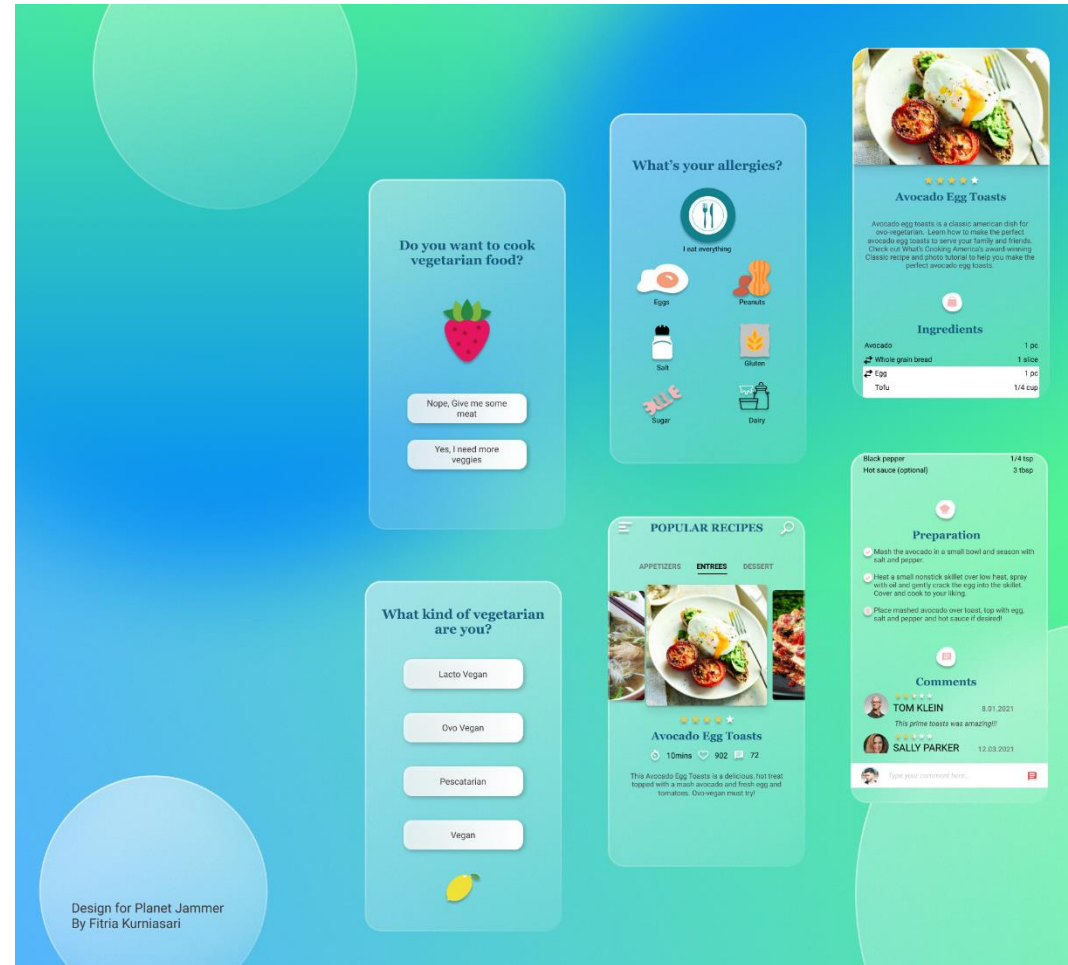 Do you want to cook
vegetarian food?
Nope, Give me some
meat
Yes, I need more
veggies
What kind of vegetarian
are you?
Lacto Vegan
Ovo Vegan
Pescatarian
Vegan
What's your allergies?
I eat everything
Eggs
Peanuts
Salt
Gluten
Sugar
Dairy
POPULAR RECIPES
APPETIZERS ENTREES DESSERT
Avocado Egg Toasts
10mins 902 72
This Avocado Egg Toasts is a delicious, hot treat
topped with a mash avocado and fresh egg and
tomatoes. Ovo-vegan must try!
Avocado Egg Toasts
Avocado egg toasts is a classic american dish for
ovo-vegetarian. Learn how to make the perfect
avocado egg toasts to serve your family and friends.
Check out What's Cooking America's award-winning
Classic recipe and photo tutorial to help you make the
perfect avocado egg toasts.
Ingredients
Avocado 1 pc
Whole grain bread 1 slice
Egg 1 pc
Tofu 1/4 cup
Black pepper 1/4 tsp
Hot sauce (optional) 3 tbsp
Preparation
Mash the avocado in a small bowl and season with
salt and pepper.
Heat a small nonstick skillet over low heat, spray
with oil and gently crack the egg into the skillet.
Cover and cook to your liking.
Place mashed avocado over toast, top with egg,
salt and pepper and hot sauce if desired!
Comments
TOM KLEIN 8.01.2021
This prime toasts was amazing!!!
SALLY PARKER 12.03.2021
Type your comment here...
Design for Planet Jammer
By Fitria Kurniasari